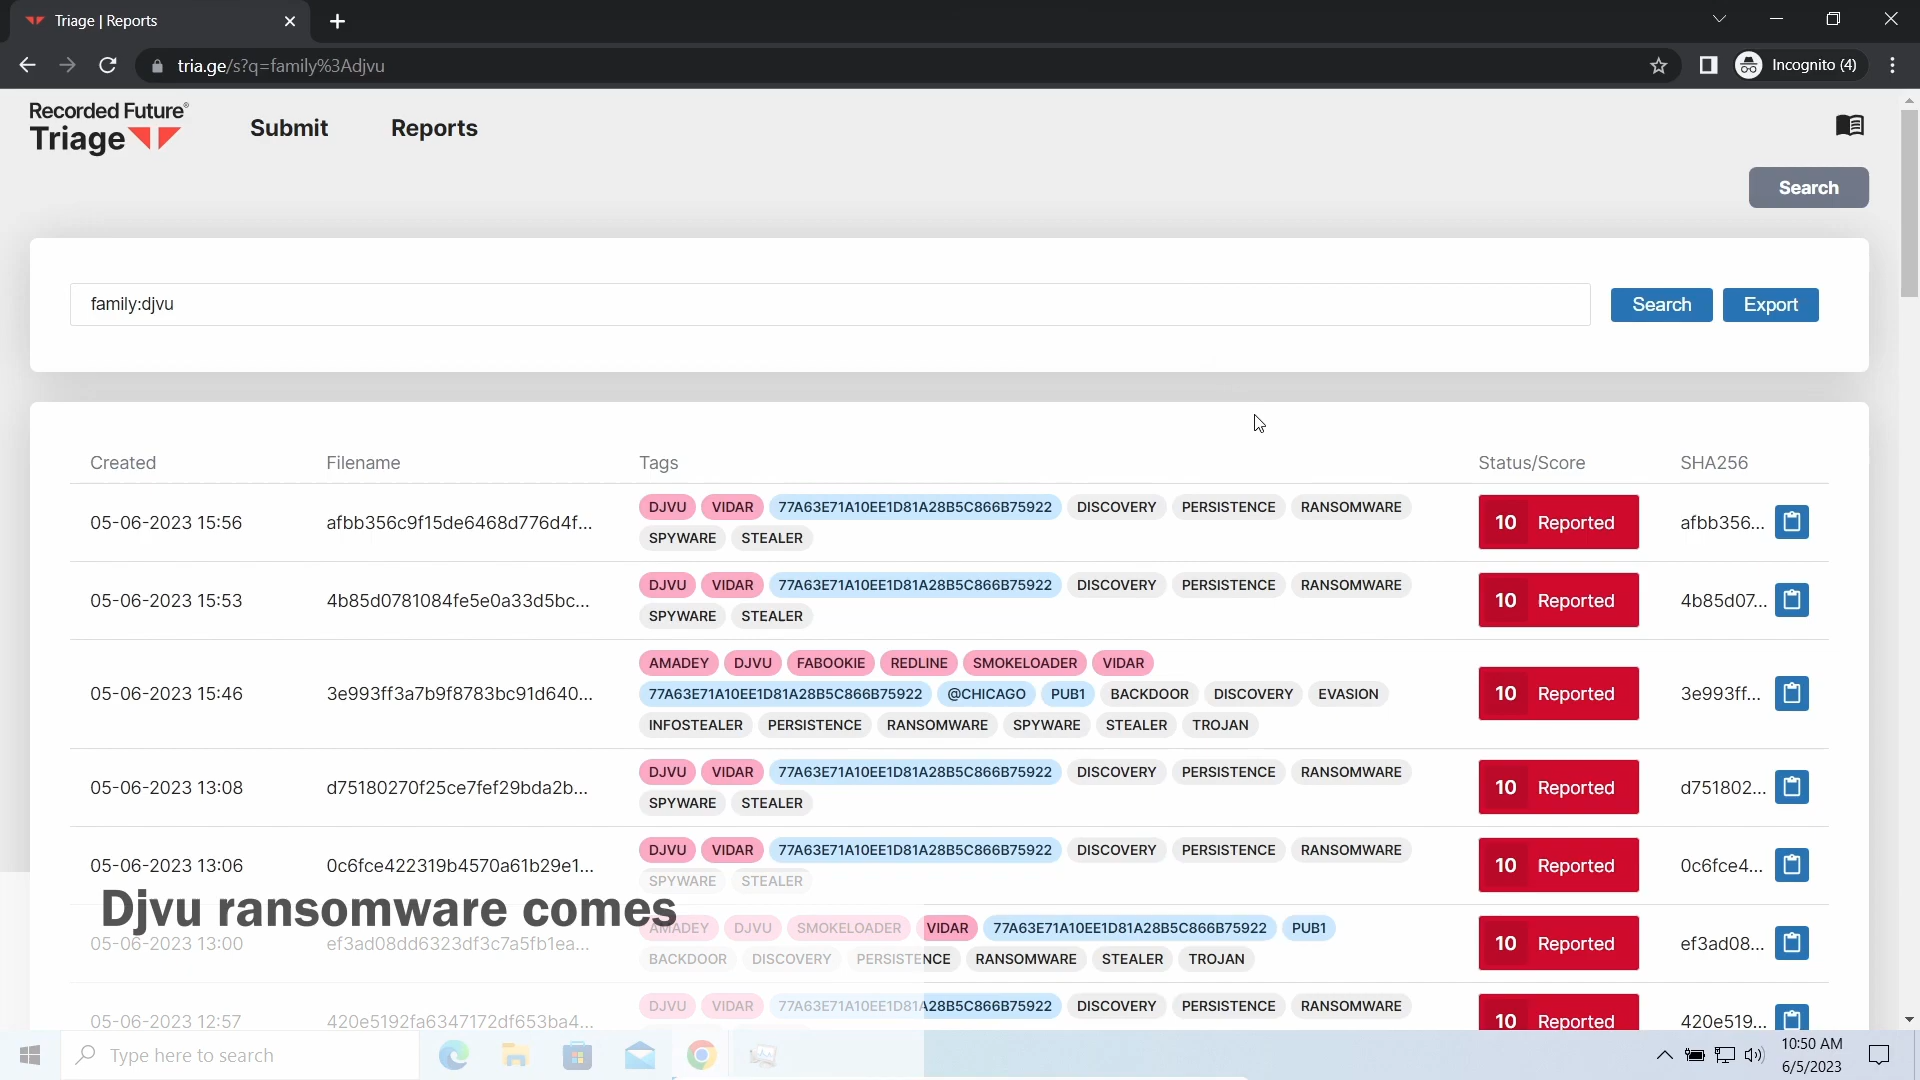 Triage | Reports
tria.ge/s?q=family%3Adjvu
Incognito (4)
Recorded Future®
Triage
Submit
Reports
Search
family:djvu
Search
Export
Created Filename Tags Status/Score SHA256
05-06-2023 15:56 afbb356c9f15de6468d776d4f... DJVU VIDAR 77A63E71A10EE1D81A28B5C866B75922 DISCOVERY PERSISTENCE RANSOMWARE 10 Reported afbb356...
SPYWARE STEALER
05-06-2023 15:53 4b85d0781084fe5e0a33d5bc... DJVU VIDAR 77A63E71A10EE1D81A28B5C866B75922 DISCOVERY PERSISTENCE RANSOMWARE 10 Reported 4b85d07...
SPYWARE STEALER
AMADEY DJVU FABOOKIE REDLINE SMOKELOADER VIDAR
05-06-2023 15:46 3e993ff3a7b9f8783bc91d640... 77A63E71A10EE1D81A28B5C866B75922 @CHICAGO PUB1 BACKDOOR DISCOVERY EVASION 10 Reported 3e993ff...
INFOSTEALER PERSISTENCE RANSOMWARE SPYWARE STEALER TROJAN
05-06-2023 13:08 d75180270f25ce7fef29bda2b... DJVU VIDAR 77A63E71A10EE1D81A28B5C866B75922 DISCOVERY PERSISTENCE RANSOMWARE 10 Reported d751802...
SPYWARE STEALER
05-06-2023 13:06 0c6fce422319b4570a61b29e1... DJVU VIDAR 77A63E71A10EE1D81A28B5C866B75922 DISCOVERY PERSISTENCE RANSOMWARE 10 Reported 0c6fce4...
SPYWARE STEALER
Djvu ransomware comes
AMADEY DJVU SMOKELOADER VIDAR 77A63E71A10EE1D81A28B5C866B75922 PUB1
05-06-2023 13:00 ef3ad08dd6323df3c7a5fb1ea... BACKDOOR DISCOVERY PERSISTENCE RANSOMWARE STEALER TROJAN 10 Reported ef3ad08...
05-06-2023 12:57 420e5192fa6347172df653ba4... DJVU VIDAR 77A63E71A10EE1D81A28B5C866B75922 DISCOVERY PERSISTENCE RANSOMWARE 10 Reported 420e519...
Type here to search
10:50 AM
6/5/2023